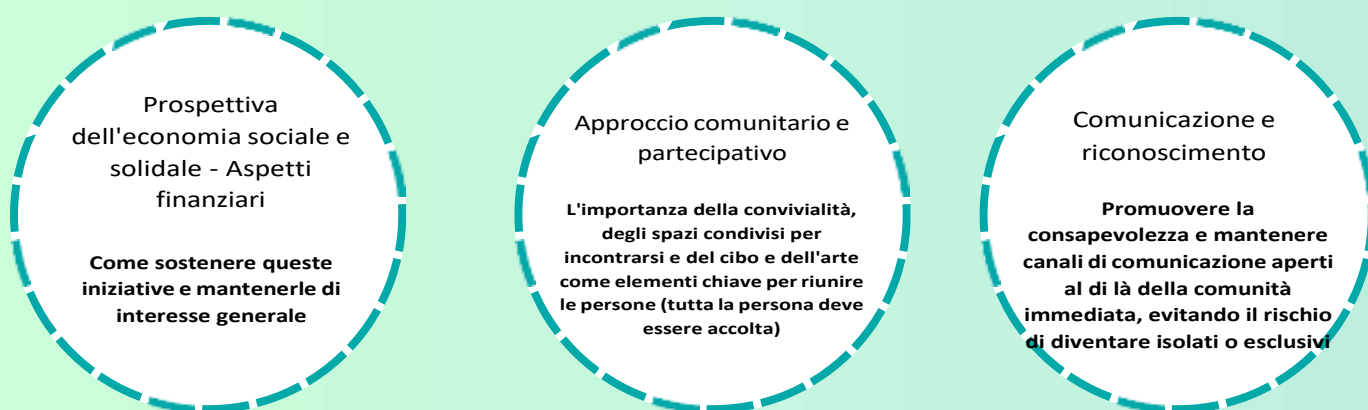 Prospettiva
dell'economia sociale e
solidale - Aspetti
finanziari
Come sostenere queste
iniziative e mantenerle di
interesse generale
Approccio comunitario e
partecipativo
L'importanza della convivialità,
degli spazi condivisi per
incontrarsi e del cibo e dell'arte
come elementi chiave per riunire
le persone (tutta la persona deve
essere accolta)
Comunicazione e
riconoscimento
Promuovere la
consapevolezza e mantenere
canali di comunicazione aperti
al di là della comunità
immediata, evitando il rischio
di diventare isolati o esclusivi